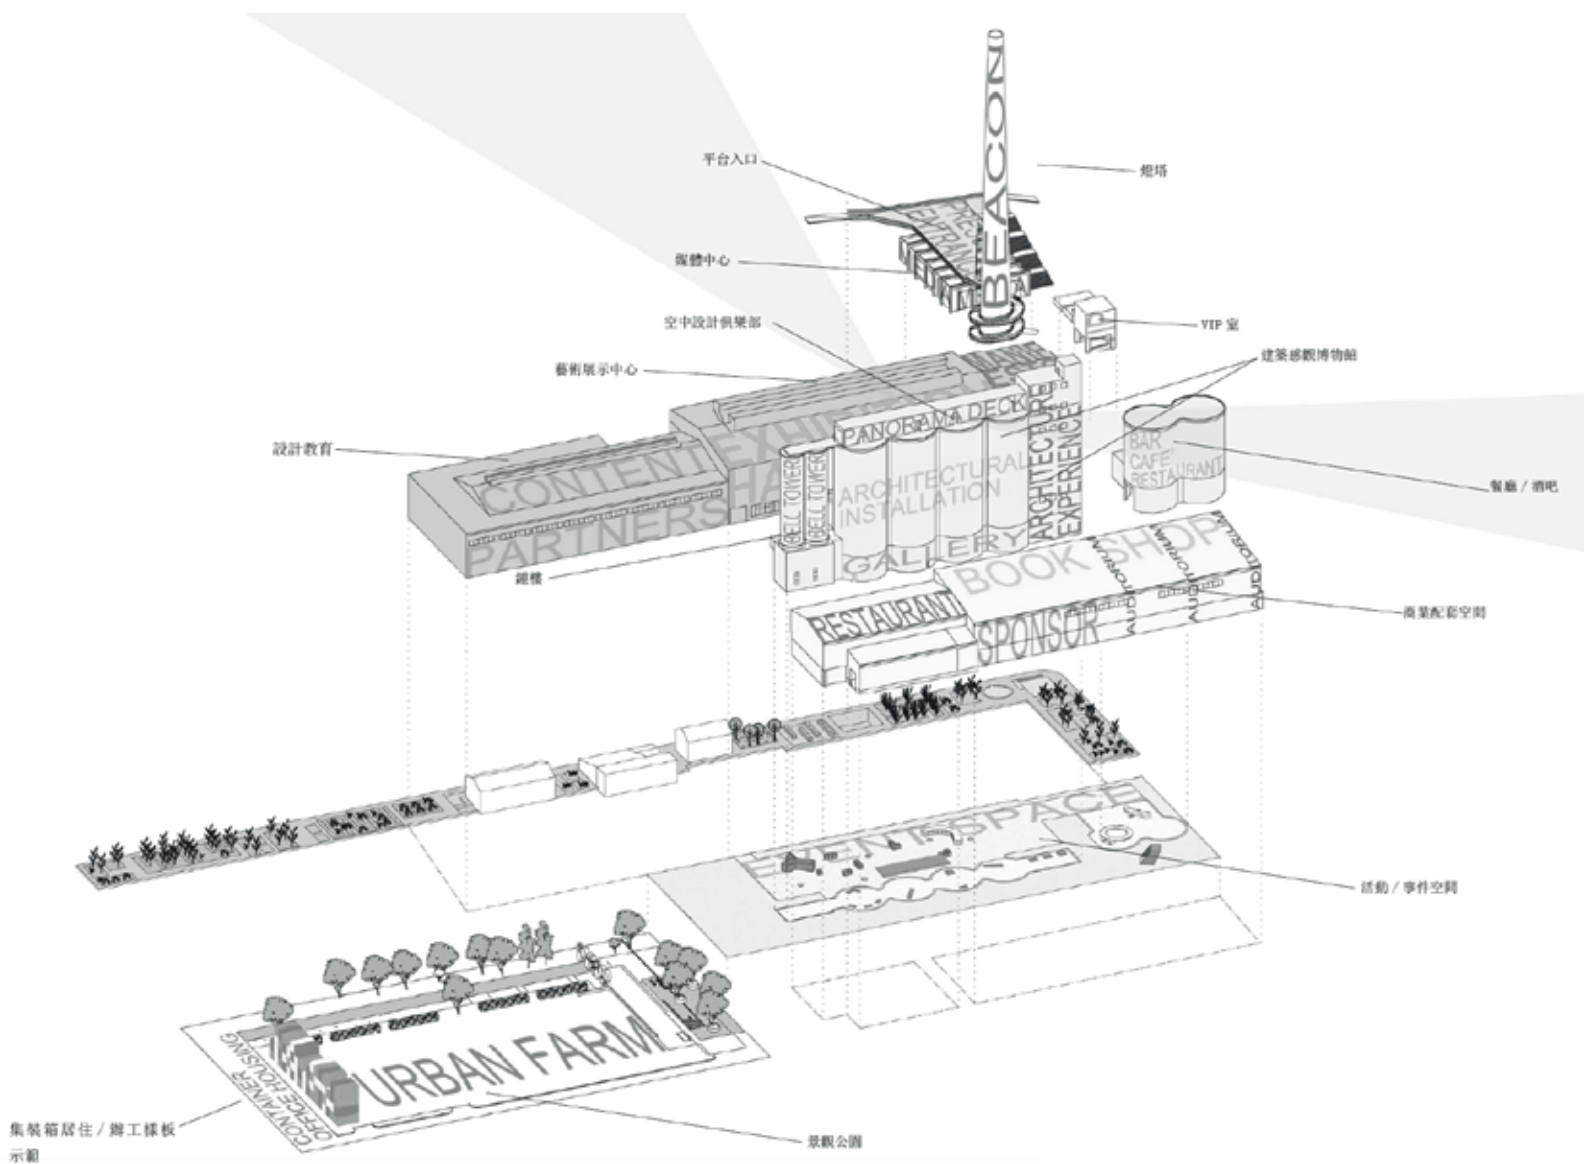 BEACON
平台入口
燈塔
ENTRANCE
媒體中心
空中設計俱樂部
VIP 室
建築感觀博物館
藝術展示中心
PANORAMA DECK
設計教育
CONTENT
PARTNERS
BELL TOWER
BELL TOWER
ARCHITECTURAL
INSTALLATION
GALLERY
ARCHITECTURE
EXPERIENCE
BAR
CAFE'
RESTAURANT
餐廳 / 酒吧
鐘樓
BOOK SHOP
AUDITORIUM
AUDITORIUM
AUDITORIUM
RESTAURANT
SPONSOR
商業配套空間
EVENT SPACE
活動 / 事件空間
URBAN FARM
CONTAINER
OFFICE HOUSING
集裝箱居住 / 辦工樣板
示範
景觀公園